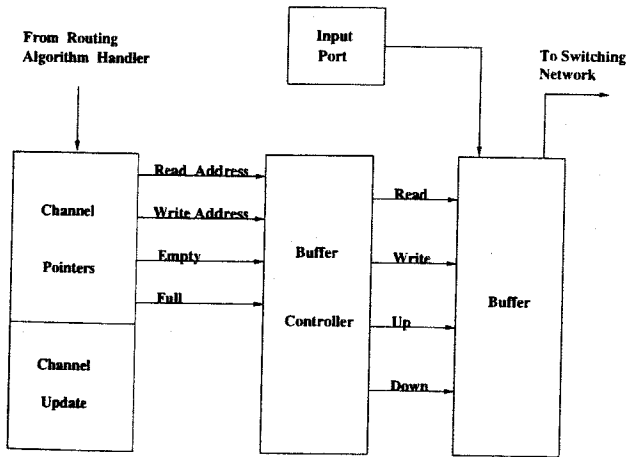 From Routing
Algorithm Handler
Input
Port
To Switching
Network
Channel
Pointers
Channel
Update
Read Address
Write Address
Empty
Full
Buffer
Controller
Read
Write
Up
Down
Buffer